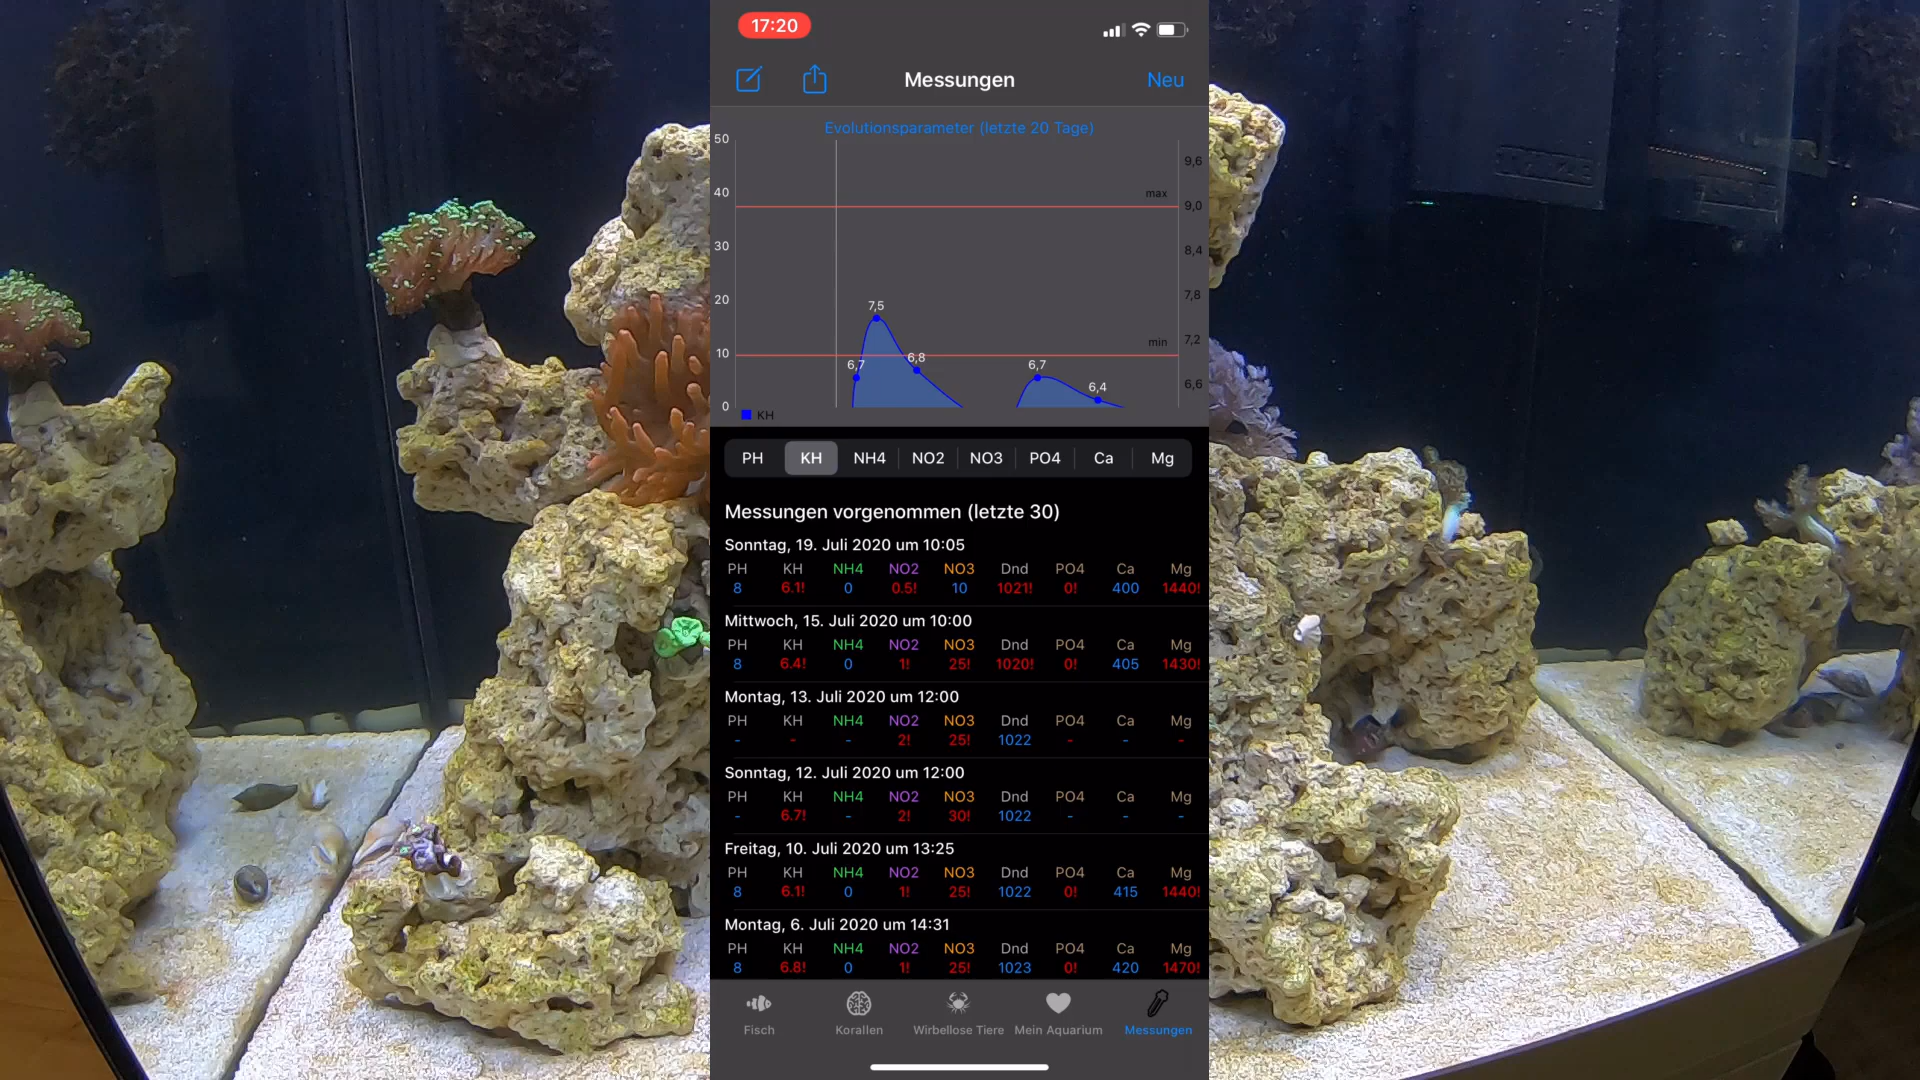 17:20
Messungen
Neu
Evolutionsparameter (letzte 20 Tage)
50
40
30
20
10
0
9,6
9,0
8,4
7,8
7,2
6,6
max
min
6,7
7,5
6,8
6,7
6,4
KH
PH KH NH4 NO2 NO3 PO4 Ca Mg
Messungen vorgenommen (letzte 30)
Sonntag, 19. Juli 2020 um 10:05
PH KH NH4 NO2 NO3 Dnd PO4 Ca Mg
8 6.1! 0 0.5! 10 1021! 0! 400 1440!
Mittwoch, 15. Juli 2020 um 10:00
PH KH NH4 NO2 NO3 Dnd PO4 Ca Mg
8 6.4! 0 1! 25! 1020! 0! 405 1430!
Montag, 13. Juli 2020 um 12:00
PH KH NH4 NO2 NO3 Dnd PO4 Ca Mg
- - - 2! 25! 1022 - - -
Sonntag, 12. Juli 2020 um 12:00
PH KH NH4 NO2 NO3 Dnd PO4 Ca Mg
- 6.7! - 2! 30! 1022 - - -
Freitag, 10. Juli 2020 um 13:25
PH KH NH4 NO2 NO3 Dnd PO4 Ca Mg
8 6.1! 0 1! 25! 1022 0! 415 1440!
Montag, 6. Juli 2020 um 14:31
PH KH NH4 NO2 NO3 Dnd PO4 Ca Mg
8 6.8! 0 1! 25! 1023 0! 420 1470!
Fisch Korallen Wirbellose Tiere Mein Aquarium Messungen